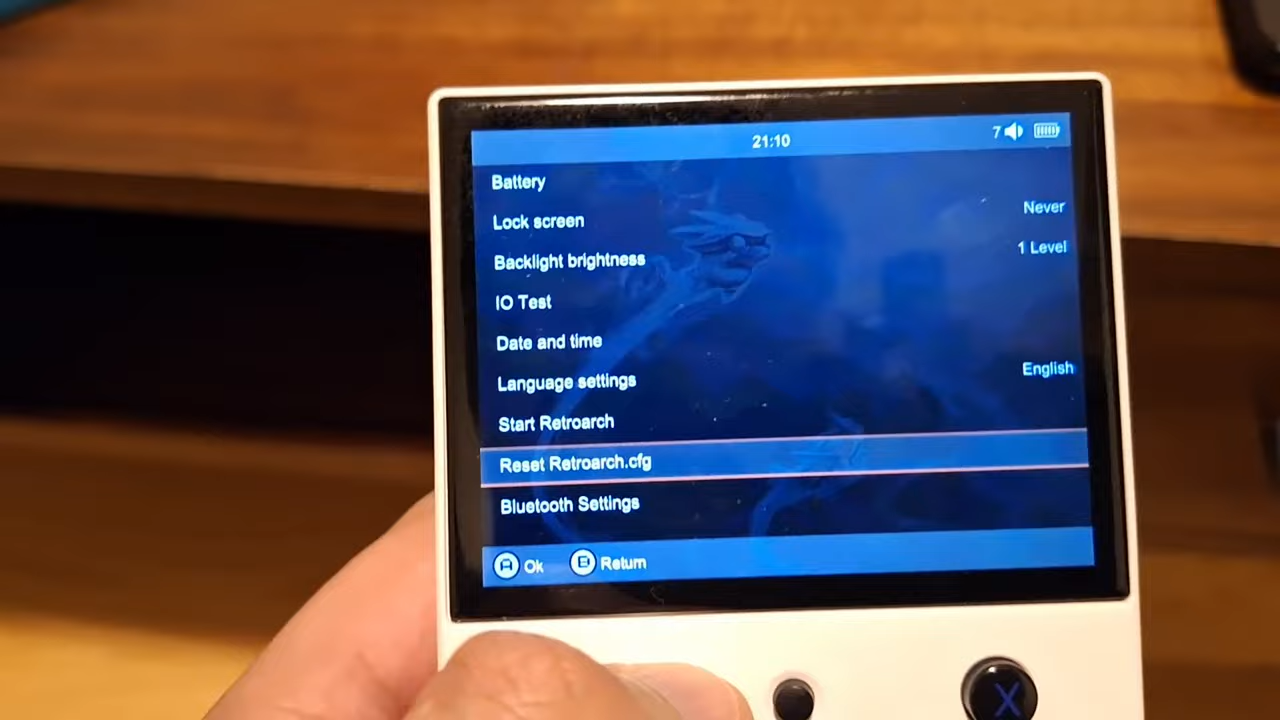 21:10 7
Battery
Lock screen Never
Backlight brightness 1 Level
IO Test
Date and time
Language settings English
Start Retroarch
Reset Retroarch.cfg
Bluetooth Settings
A Ok B Return
X